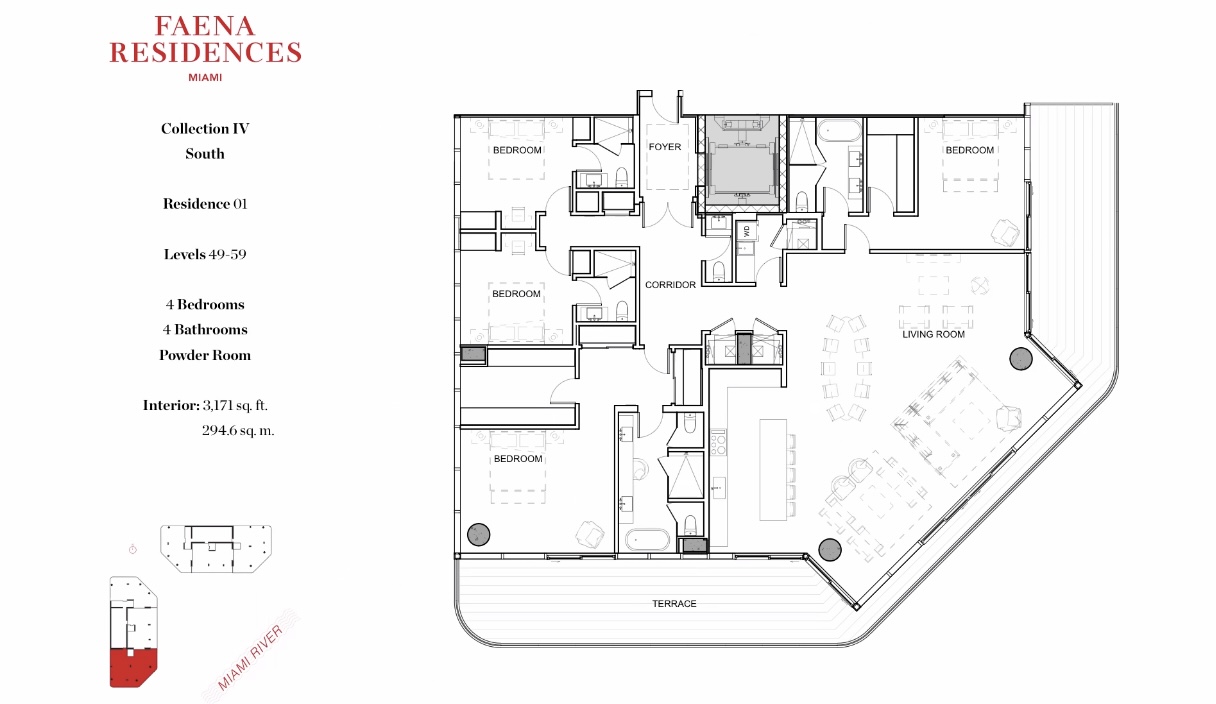 FAENA
RESIDENCES
MIAMI
Collection IV
South
Residence 01
Levels 49-59
4 Bedrooms
4 Bathrooms
Powder Room
Interior: 3,171 sq. ft.
294.6 sq. m.
MIAMI RIVER
BEDROOM
FOYER
BEDROOM
WD
BEDROOM
CORRIDOR
LIVING ROOM
BEDROOM
TERRACE